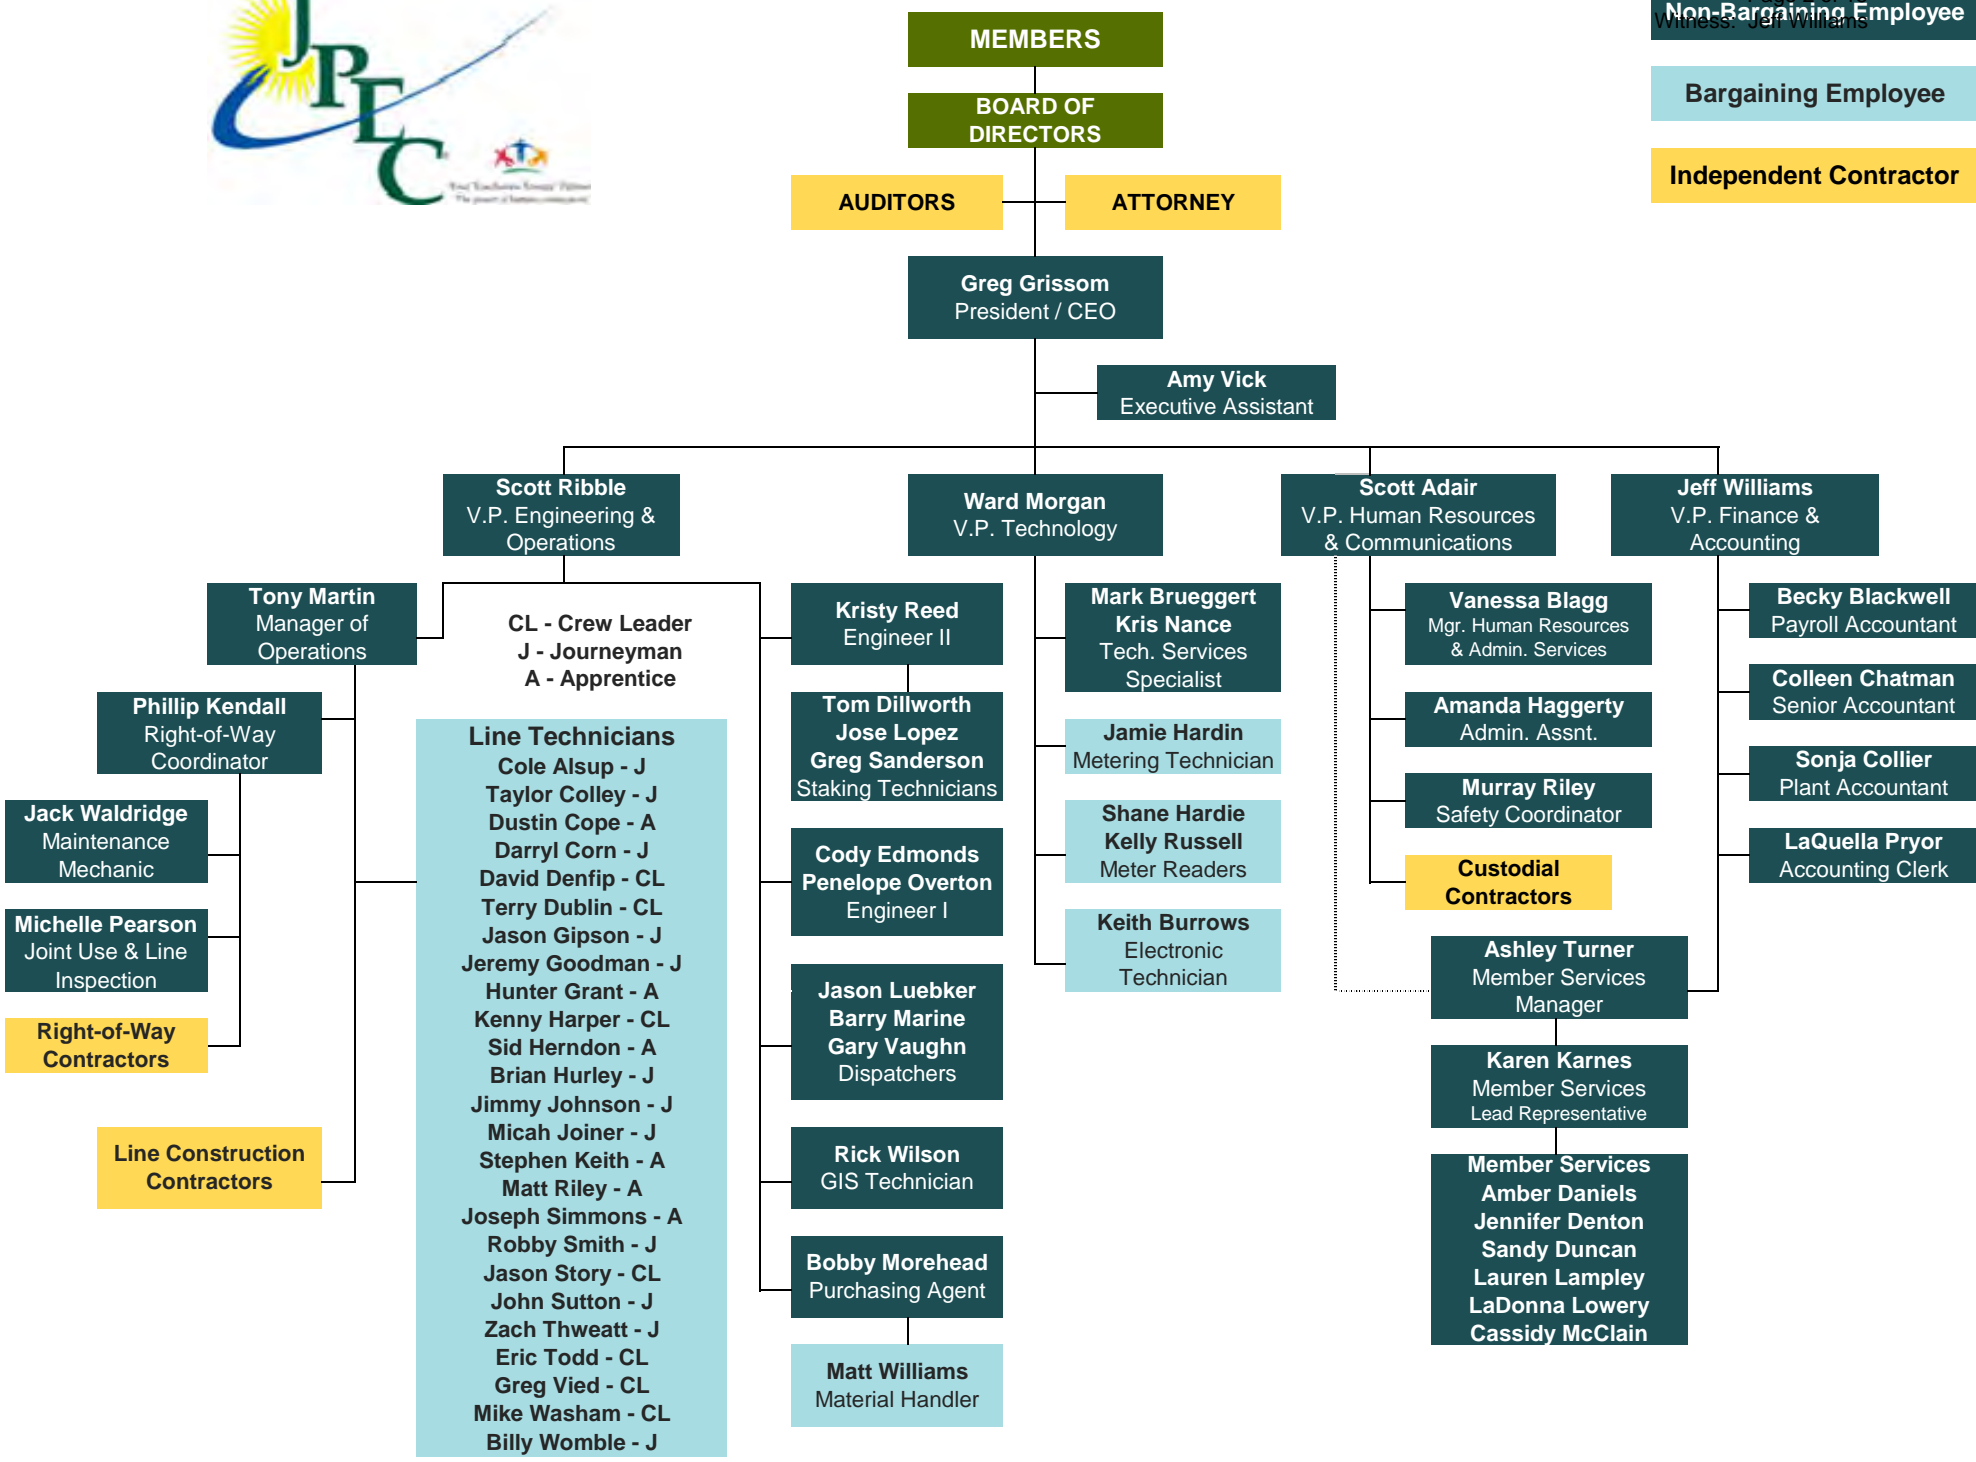 JPEC
Non-Bargaining Employee
Witness: Jeff Williams
Bargaining Employee
Independent Contractor
MEMBERS
BOARD OF
DIRECTORS
AUDITORS
ATTORNEY
Greg Grissom
President / CEO
Amy Vick
Executive Assistant
Scott Ribble
V.P. Engineering &
Operations
Ward Morgan
V.P. Technology
Scott Adair
V.P. Human Resources
& Communications
Jeff Williams
V.P. Finance &
Accounting
Tony Martin
Manager of
Operations
CL - Crew Leader
J - Journeyman
A - Apprentice
Phillip Kendall
Right-of-Way
Coordinator
Jack Waldridge
Maintenance
Mechanic
Michelle Pearson
Joint Use & Line
Inspection
Right-of-Way
Contractors
Line Construction
Contractors
Line Technicians
Cole Alsup - J
Taylor Colley - J
Dustin Cope - A
Darryl Corn - J
David Denfip - CL
Terry Dublin - CL
Jason Gipson - J
Jeremy Goodman - J
Hunter Grant - A
Kenny Harper - CL
Sid Herndon - A
Brian Hurley - J
Jimmy Johnson - J
Micah Joiner - J
Stephen Keith - A
Matt Riley - A
Joseph Simmons - A
Robby Smith - J
Jason Story - CL
John Sutton - J
Zach Thweatt - J
Eric Todd - CL
Greg Vied - CL
Mike Washam - CL
Billy Womble - J
Kristy Reed
Engineer II
Tom Dillworth
Jose Lopez
Greg Sanderson
Staking Technicians
Cody Edmonds
Penelope Overton
Engineer I
Jason Luebker
Barry Marine
Gary Vaughn
Dispatchers
Rick Wilson
GIS Technician
Bobby Morehead
Purchasing Agent
Matt Williams
Material Handler
Mark Brueggert
Kris Nance
Tech. Services
Specialist
Jamie Hardin
Metering Technician
Shane Hardie
Kelly Russell
Meter Readers
Keith Burrows
Electronic
Technician
Vanessa Blagg
Mgr. Human Resources
& Admin. Services
Amanda Haggerty
Admin. Assnt.
Murray Riley
Safety Coordinator
Custodial
Contractors
Becky Blackwell
Payroll Accountant
Colleen Chatman
Senior Accountant
Sonja Collier
Plant Accountant
LaQuella Pryor
Accounting Clerk
Ashley Turner
Member Services
Manager
Karen Karnes
Member Services
Lead Representative
Member Services
Amber Daniels
Jennifer Denton
Sandy Duncan
Lauren Lampley
LaDonna Lowery
Cassidy McClain